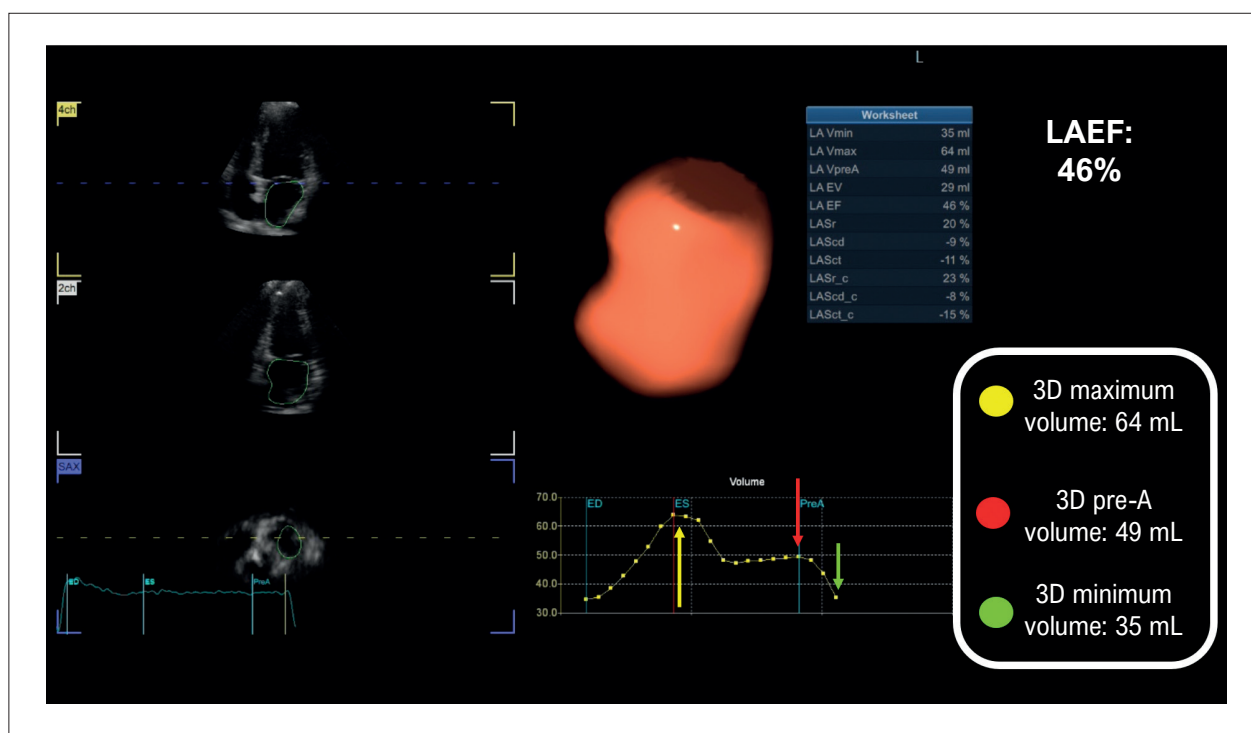 L
4ch
2ch
SAX
ED
ES
PreA
Worksheet
LA Vmin 35 ml
LA Vmax 64 ml
LA VpreA 49 ml
LA EV 29 ml
LA EF 46 %
LASr 20 %
LAScd -9 %
LASct -11 %
LASr_c 23 %
LAScd_c -8 %
LASct_c -15 %
LAEF:
46%
Volume
70.0
60.0
50.0
40.0
30.0
ED
ES
PreA
3D maximum
volume: 64 mL
3D pre-A
volume: 49 mL
3D minimum
volume: 35 mL